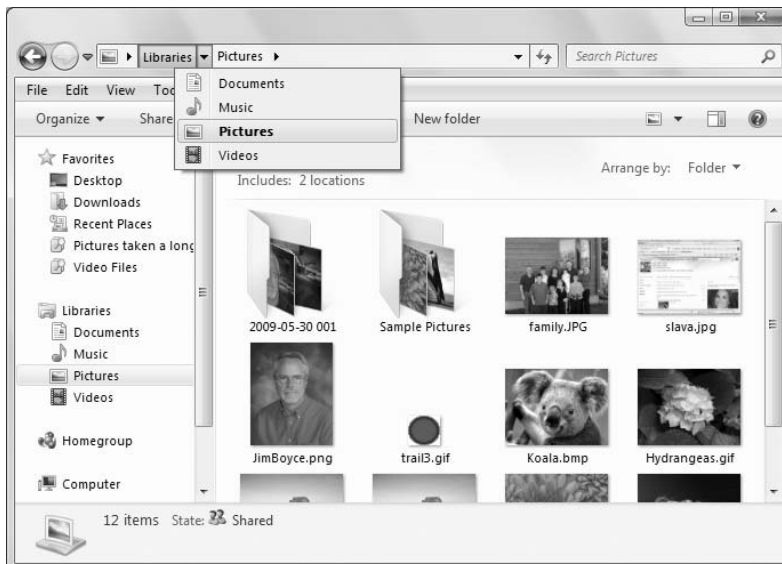 Libraries Pictures Search Pictures
File Edit View Too
Organize Share New folder
Documents
Music
Pictures
Videos
Includes: 2 locations
Arrange by: Folder
Favorites
Desktop
Downloads
Recent Places
Pictures taken a long
Video Files
Libraries
Documents
Music
Pictures
Videos
Homegroup
Computer
2009-05-30 001 Sample Pictures family.JPG slava.jpg
JimBoyce.png trail3.gif Koala.bmp Hydrangeas.gif
12 items State: Shared